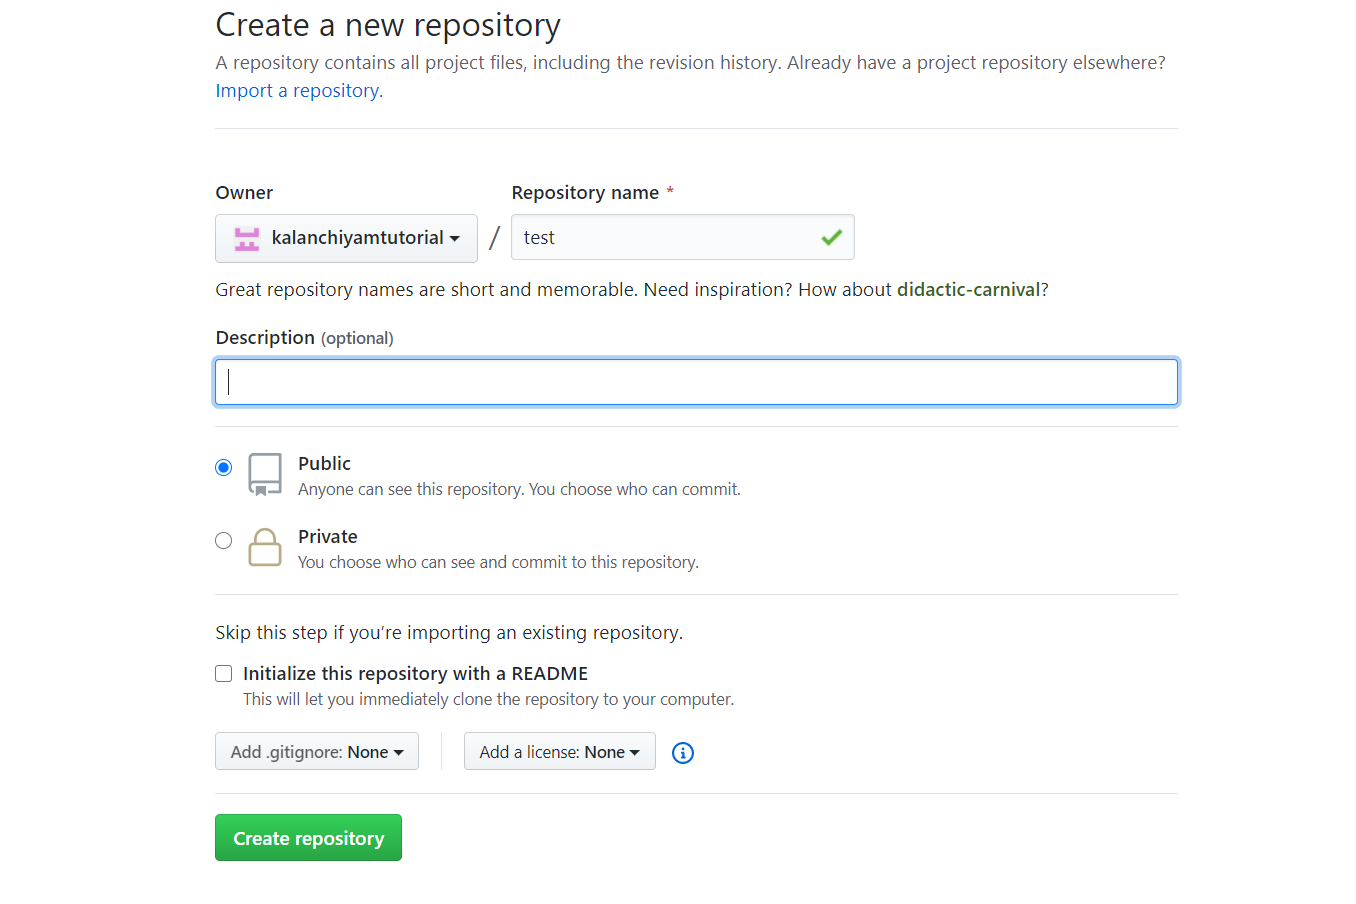 Create a new repository
A repository contains all project files, including the revision history. Already have a project repository elsewhere?
Import a repository.
Owner
Repository name *
kalanchiyamtutorial / test
Great repository names are short and memorable. Need inspiration? How about didactic-carnival?
Description (optional)
Public
Anyone can see this repository. You choose who can commit.
Private
You choose who can see and commit to this repository.
Skip this step if you’re importing an existing repository.
Initialize this repository with a README
This will let you immediately clone the repository to your computer.
Add .gitignore: None
Add a license: None
Create repository